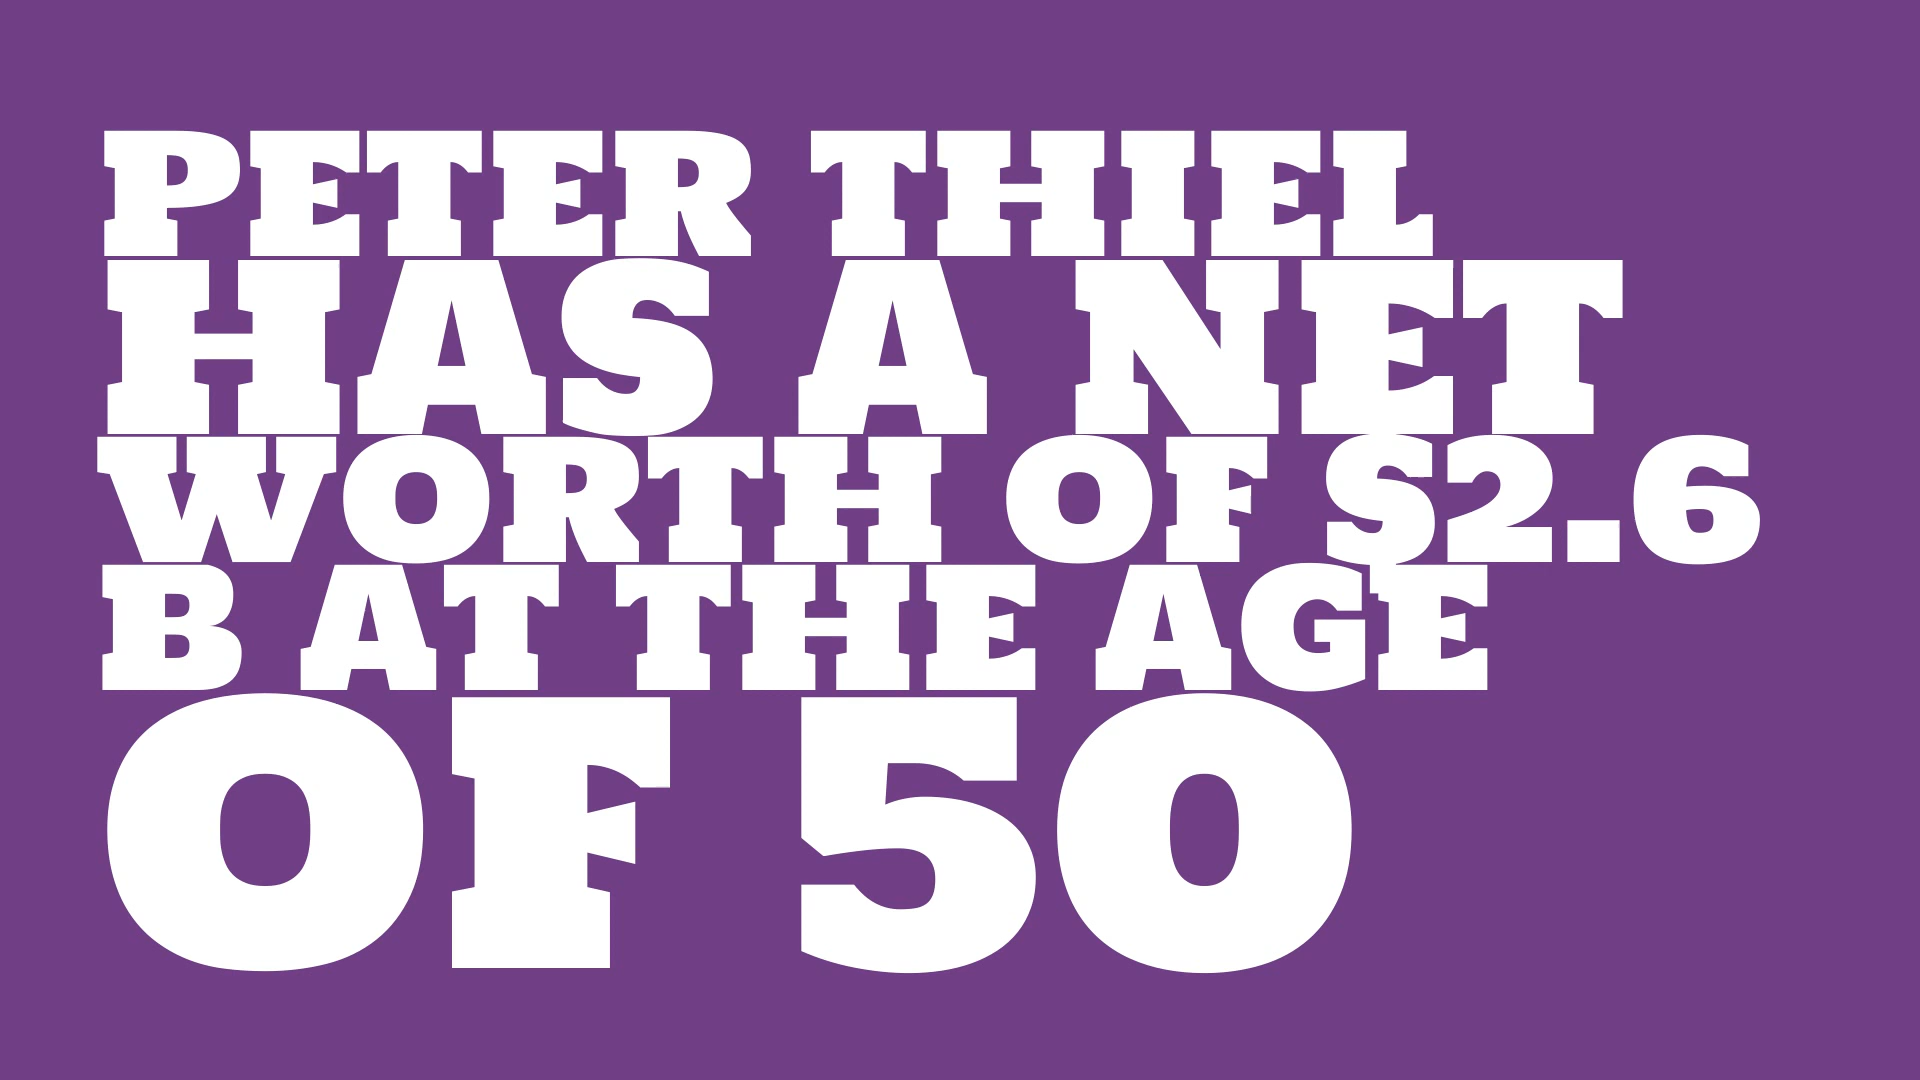 PETER THIEL
HAS A NET
WORTH OF $2.6
B AT THE AGE
OF 50